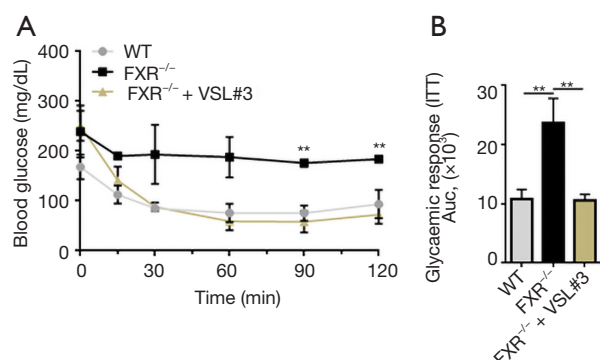 A
Blood glucose (mg/dL)
400
300
200
100
0
WT
FXR−/−
FXR−/− + VSL#3
**
**
0
30
60
90
120
Time (min)
B
Glycaemic response (ITT)
Auc, (×10³)
30
20
10
0
**
**
WT
FXR−/−
FXR−/− + VSL#3